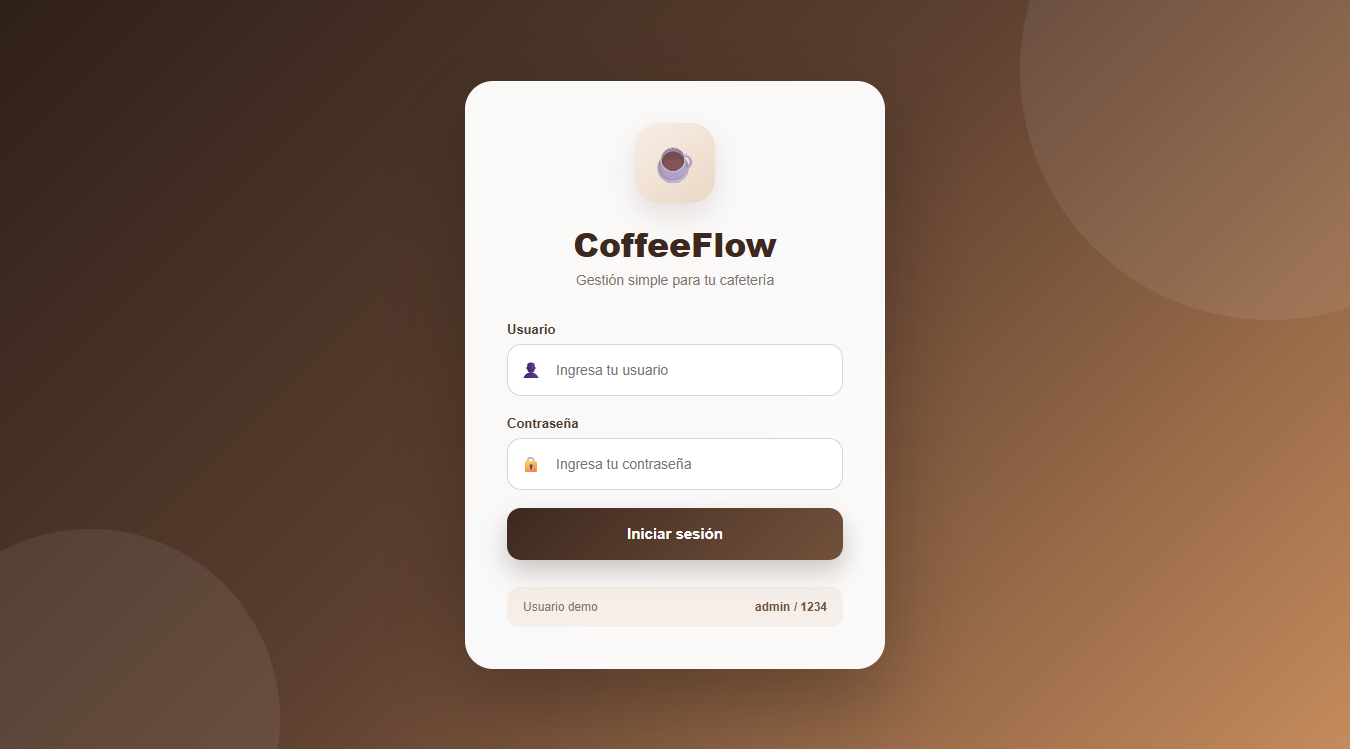 CoffeeFlow
Gestión simple para tu cafetería
Usuario
Ingresa tu usuario
Contraseña
Ingresa tu contraseña
Iniciar sesión
Usuario demo admin / 1234